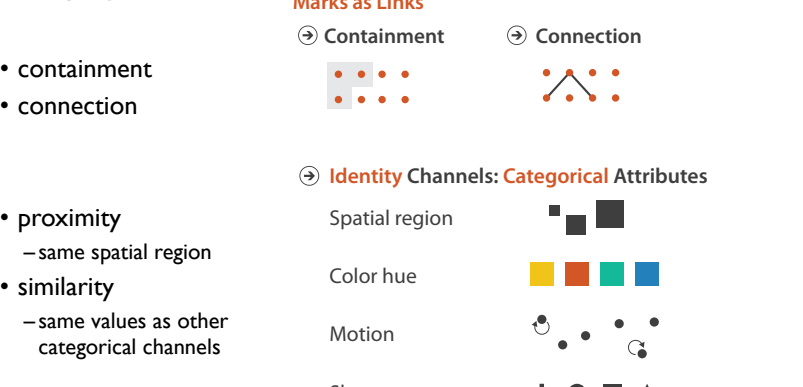 Marks as Links
Containment
Connection
• containment
• connection
Identity Channels: Categorical Attributes
• proximity
– same spatial region
• similarity
– same values as other
categorical channels
Spatial region
Color hue
Motion